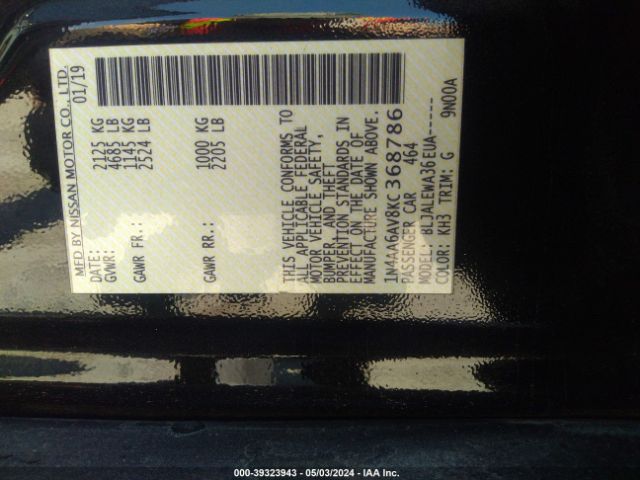 MFD BY NISSAN MOTOR CO., LTD.
DATE: 01/19
GVWR: 2125 KG
4685 LB
GAWR FR.: 1145 KG
2524 LB
GAWR RR.: 1000 KG
2205 LB
THIS VEHICLE CONFORMS TO
ALL APPLICABLE FEDERAL
MOTOR VEHICLE SAFETY,
BUMPER, AND THEFT
PREVENTION STANDARDS IN
EFFECT ON THE DATE OF
MANUFACTURE SHOWN ABOVE.
1N4AA6AV8KC368786
PASSENGER CAR 464
MODEL: BLJALEWA36EUA-----
COLOR: KH3 TRIM: G 9N00A
000-39323943 - 05/03/2024 - IAA Inc.